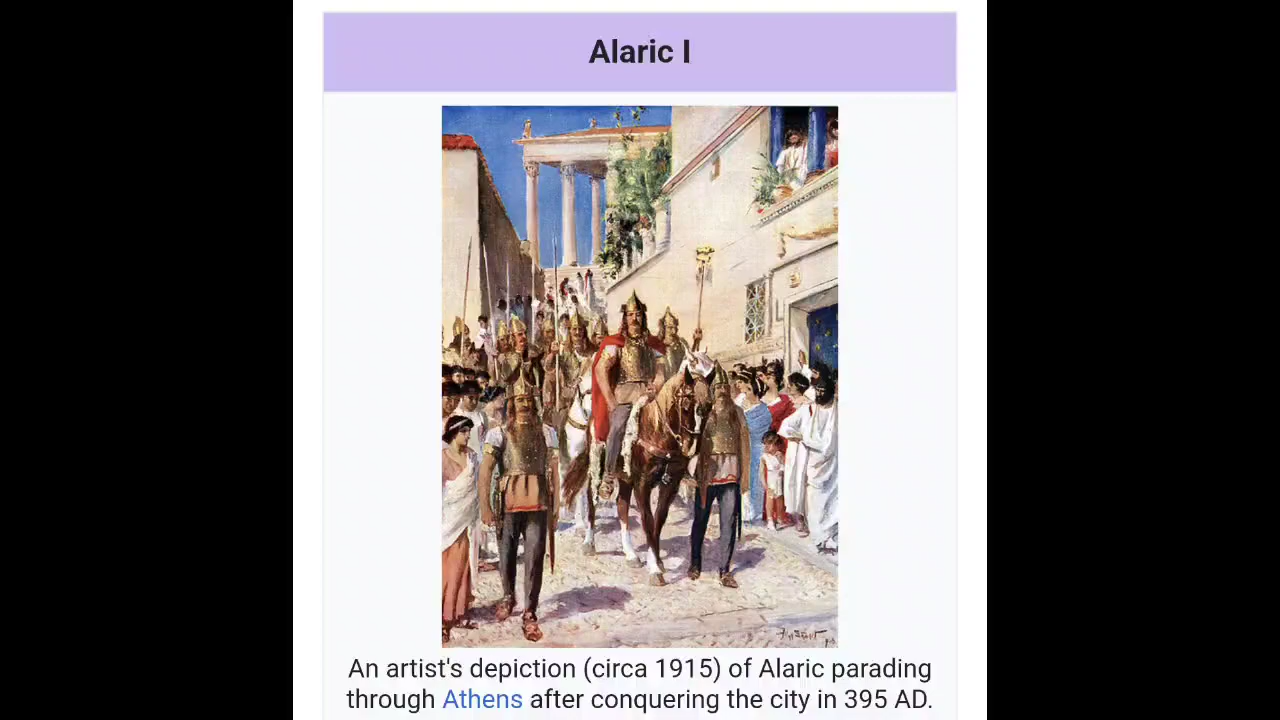 Alaric I
An artist's depiction (circa 1915) of Alaric parading
through Athens after conquering the city in 395 AD.